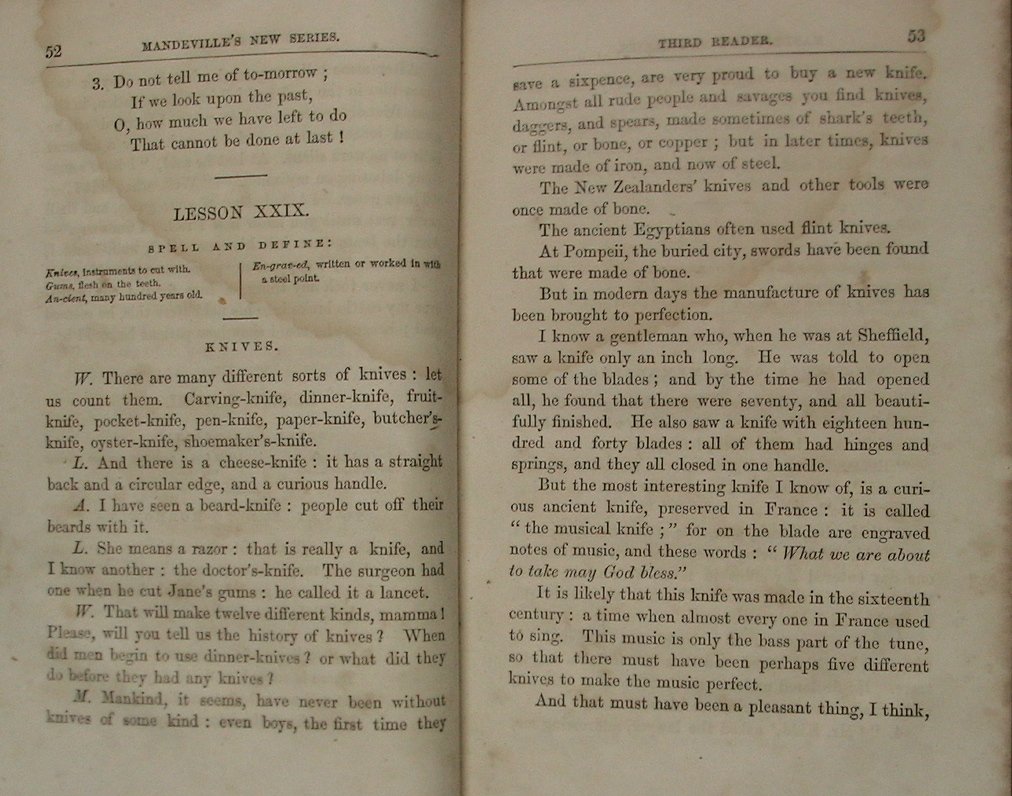 52
MANDEVILLE'S NEW SERIES.
3. Do not tell me of to-morrow ;
If we look upon the past,
O, how much we have left to do
That cannot be done at last !
LESSON XXIX.
SPELL AND DEFINE:
Knives, instruments to cut with.
Gums, flesh on the teeth.
An-cient, many hundred years old.
En-grav-ed, written or worked in with
a steel point.
KNIVES.
W. There are many different sorts of knives : let
us count them. Carving-knife, dinner-knife, fruit-
knife, pocket-knife, pen-knife, paper-knife, butcher's-
knife, oyster-knife, shoemaker's-knife.
L. And there is a cheese-knife : it has a straight
back and a circular edge, and a curious handle.
A. I have seen a beard-knife : people cut off their
beards with it.
L. She means a razor : that is really a knife, and
I know another : the doctor's-knife. The surgeon had
one when he cut Jane's gums : he called it a lancet.
W. That will make twelve different kinds, mamma !
Please, will you tell us the history of knives ? When
did men begin to use dinner-knives ? or what did they
do before they had any knives ?
M. Mankind, it seems, have never been without
knives of some kind : even boys, the first time they
THIRD READER.
53
save a sixpence, are very proud to buy a new knife.
Amongst all rude people and savages you find knives,
daggers, and spears, made sometimes of shark's teeth,
or flint, or bone, or copper ; but in later times, knives
were made of iron, and now of steel.
The New Zealanders' knives and other tools were
once made of bone.
The ancient Egyptians often used flint knives.
At Pompeii, the buried city, swords have been found
that were made of bone.
But in modern days the manufacture of knives has
been brought to perfection.
I know a gentleman who, when he was at Sheffield,
saw a knife only an inch long. He was told to open
some of the blades ; and by the time he had opened
all, he found that there were seventy, and all beauti-
fully finished. He also saw a knife with eighteen hun-
dred and forty blades : all of them had hinges and
springs, and they all closed in one handle.
But the most interesting knife I know of, is a curi-
ous ancient knife, preserved in France : it is called
" the musical knife ; " for on the blade are engraved
notes of music, and these words : " What we are about
to take may God bless."
It is likely that this knife was made in the sixteenth
century : a time when almost every one in France used
to sing. This music is only the bass part of the tune,
so that there must have been perhaps five different
knives to make the music perfect.
And that must have been a pleasant thing, I think,